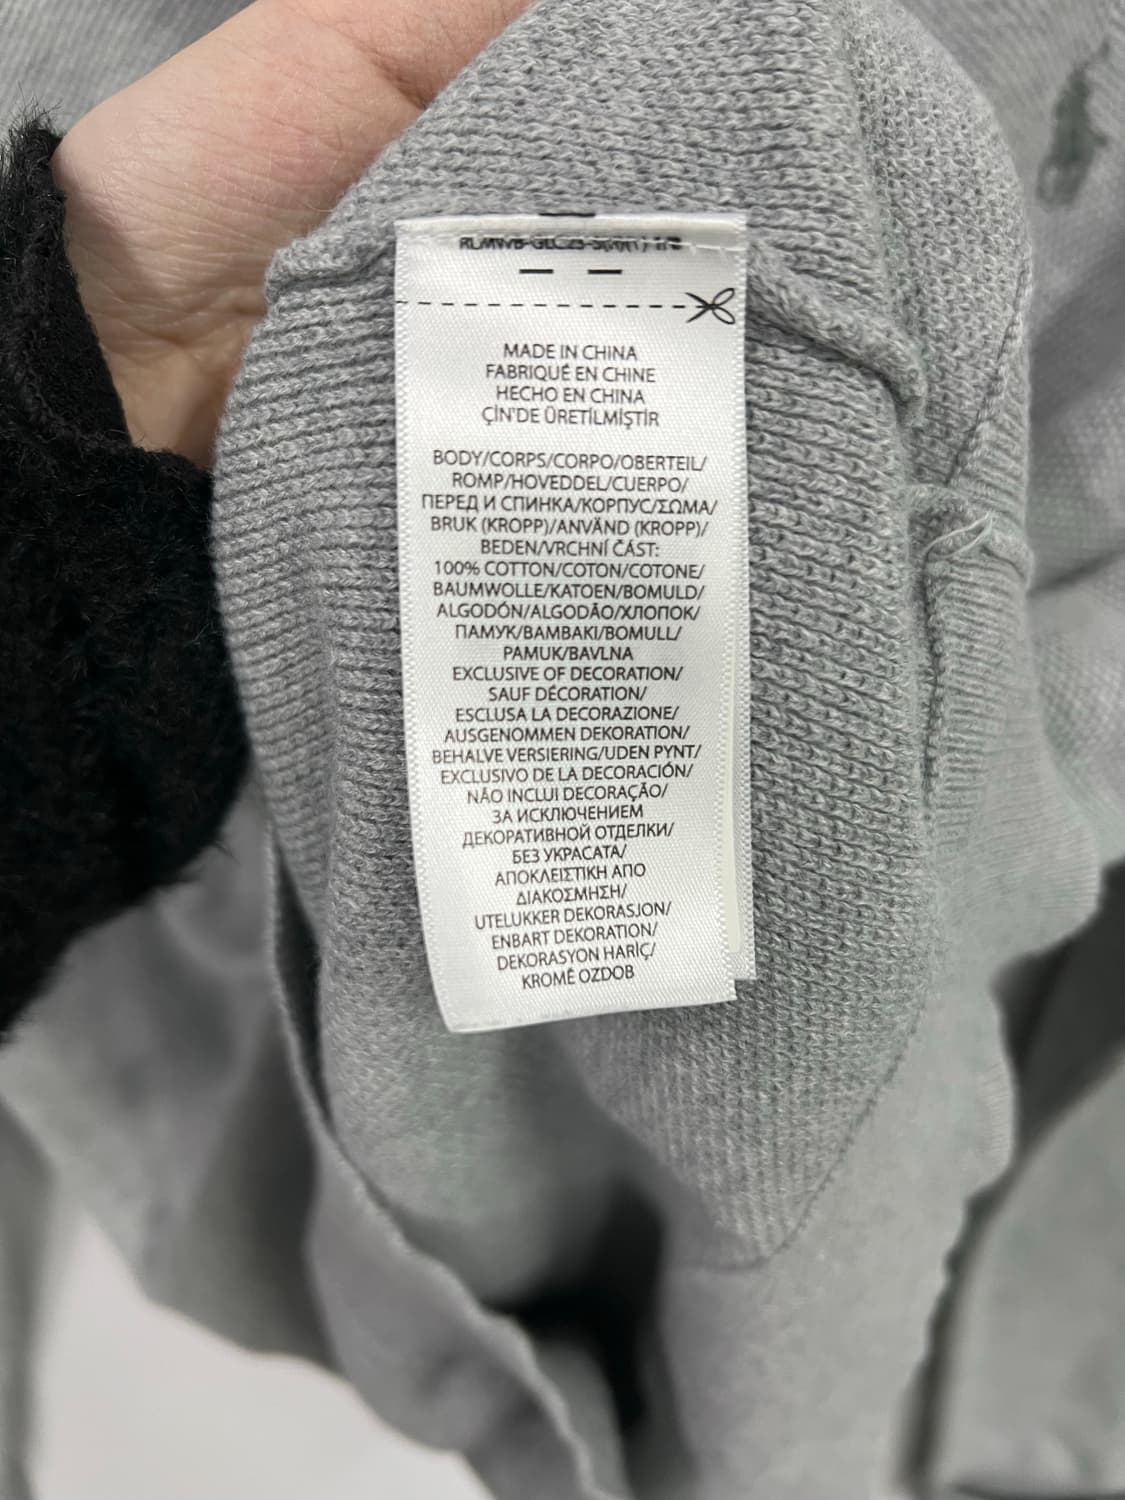 MADE IN CHINA
FABRIQUÉ EN CHINE
HECHO EN CHINA
ÇİN'DE ÜRETİLMİŞTİR
BODY/CORPS/CORPO/OBERTEIL/
ROMP/HOVEDDEL/CUERPO/
ПЕРЕД И СПИНКА/КОРПУС/ΣΩΜΑ/
BRUK (KROPP)/ANVÄND (KROPP)/
BEDEN/VRCHNÍ ČÁST:
100% COTTON/COTON/COTONE/
BAUMWOLLE/KATOEN/BOMULD/
ALGODÓN/ALGODÃO/ХЛОПОК/
ПАМУК/ΒΑΜΒΑΚΙ/BOMULL/
PAMUK/BAVLNA
EXCLUSIVE OF DECORATION/
SAUF DÉCORATION/
ESCLUSA LA DECORAZIONE/
AUSGENOMMEN DEKORATION/
BEHALVE VERSIERING/UDEN PYNT/
EXCLUSIVO DE LA DECORACIÓN/
NÃO INCLUI DECORAÇÃO/
ЗА ИСКЛЮЧЕНИЕМ
ДЕКОРАТИВНОЙ ОТДЕЛКИ/
БЕЗ УКРАСАТА/
ΑΠΟΚΛΕΙΣΤΙΚΗ ΑΠΟ
ΔΙΑΚΟΣΜΗΣΗ/
UTELUKKER DEKORASJON/
ENBART DEKORATION/
DEKORASYON HARİÇ/
KROMĚ OZDOB